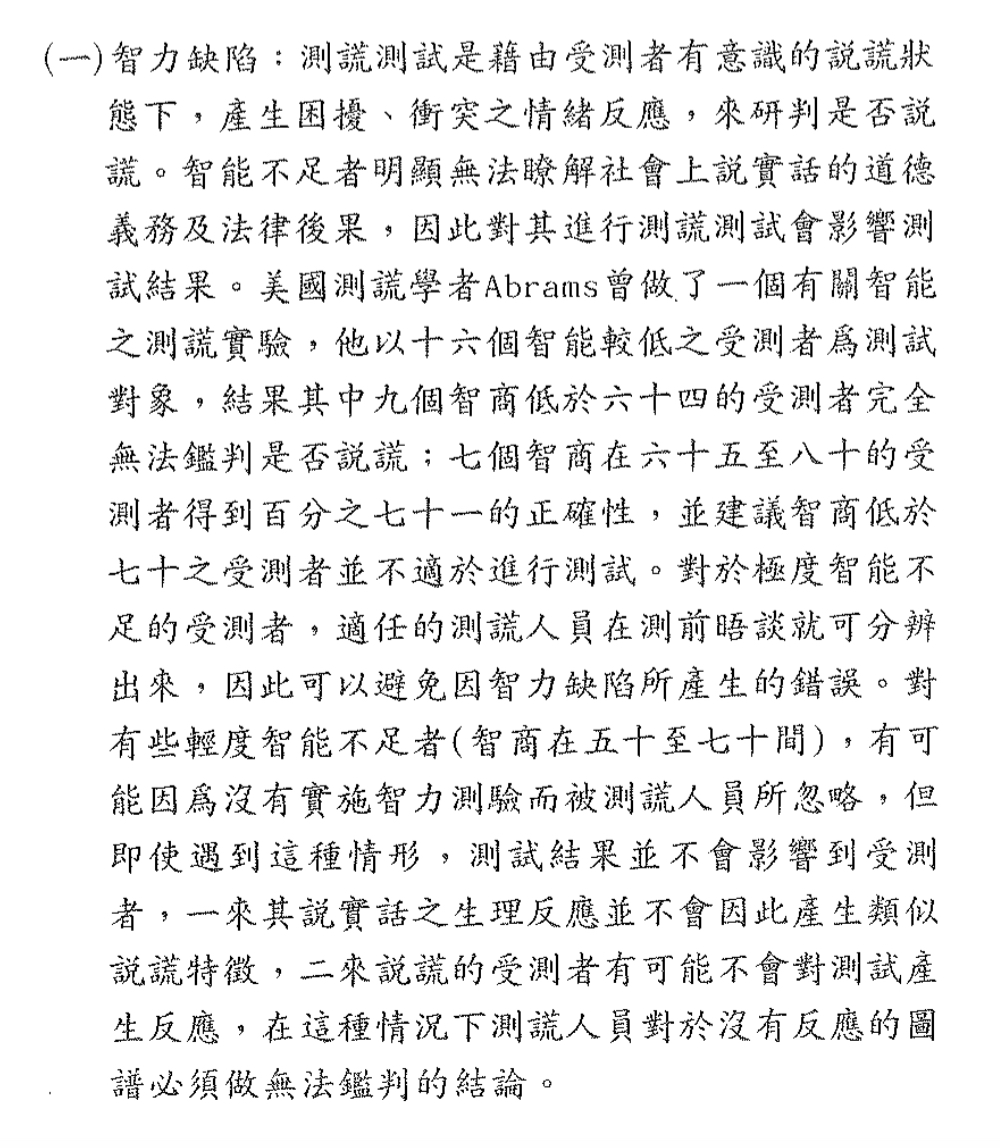 (一)智力缺陷：測謊測試是藉由受測者有意識的說謊狀
態下，產生困擾、衝突之情緒反應，來研判是否說
謊。智能不足者明顯無法瞭解社會上說實話的道德
義務及法律後果，因此對其進行測謊測試會影響測
試結果。美國測謊學者Abrams曾做了一個有關智能
之測謊實驗，他以十六個智能較低之受測者爲測試
對象，結果其中九個智商低於六十四的受測者完全
無法鑑判是否說謊；七個智商在六十五至八十的受
測者得到百分之七十一的正確性，並建議智商低於
七十之受測者並不適於進行測試。對於極度智能不
足的受測者，適任的測謊人員在測前晤談就可分辨
出來，因此可以避免因智力缺陷所產生的錯誤。對
有些輕度智能不足者(智商在五十至七十間)，有可
能因爲沒有實施智力測驗而被測謊人員所忽略，但
即使遇到這種情形，測試結果並不會影響到受測
者，一來其說實話之生理反應並不會因此產生類似
說謊特徵，二來說謊的受測者有可能不會對測試產
生反應，在這種情況下測謊人員對於沒有反應的圖
譜必須做無法鑑判的結論。